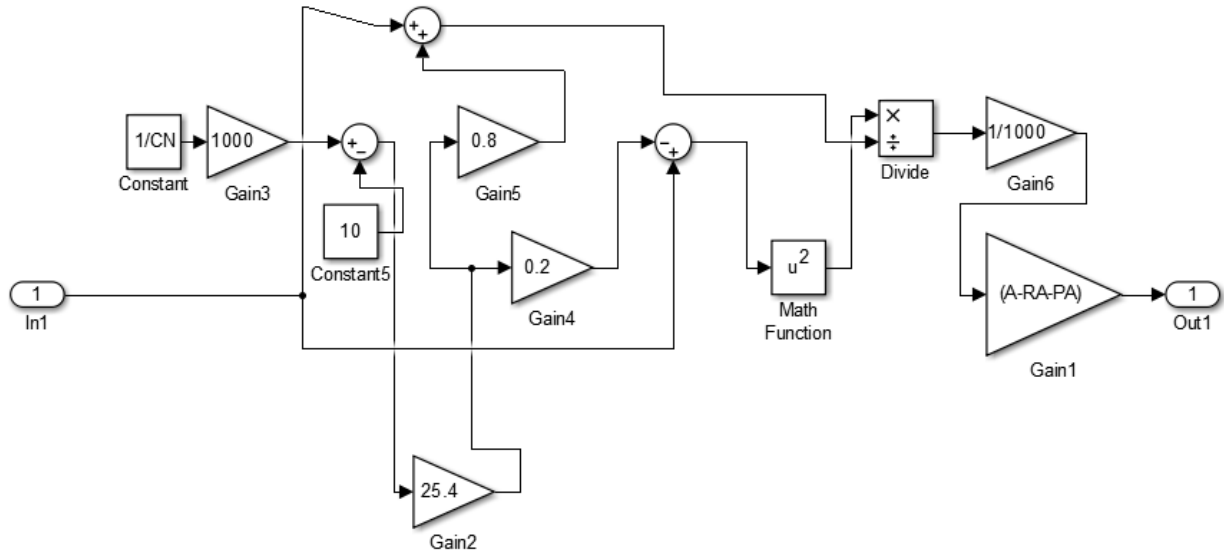 +
+
1/CN
Constant
1000
Gain3
+
−
0.8
Gain5
−
+
×
÷
Divide
1/1000
Gain6
10
Constant5
0.2
Gain4
u²
Math
Function
1
In1
(A-RA-PA)
Gain1
1
Out1
25.4
Gain2